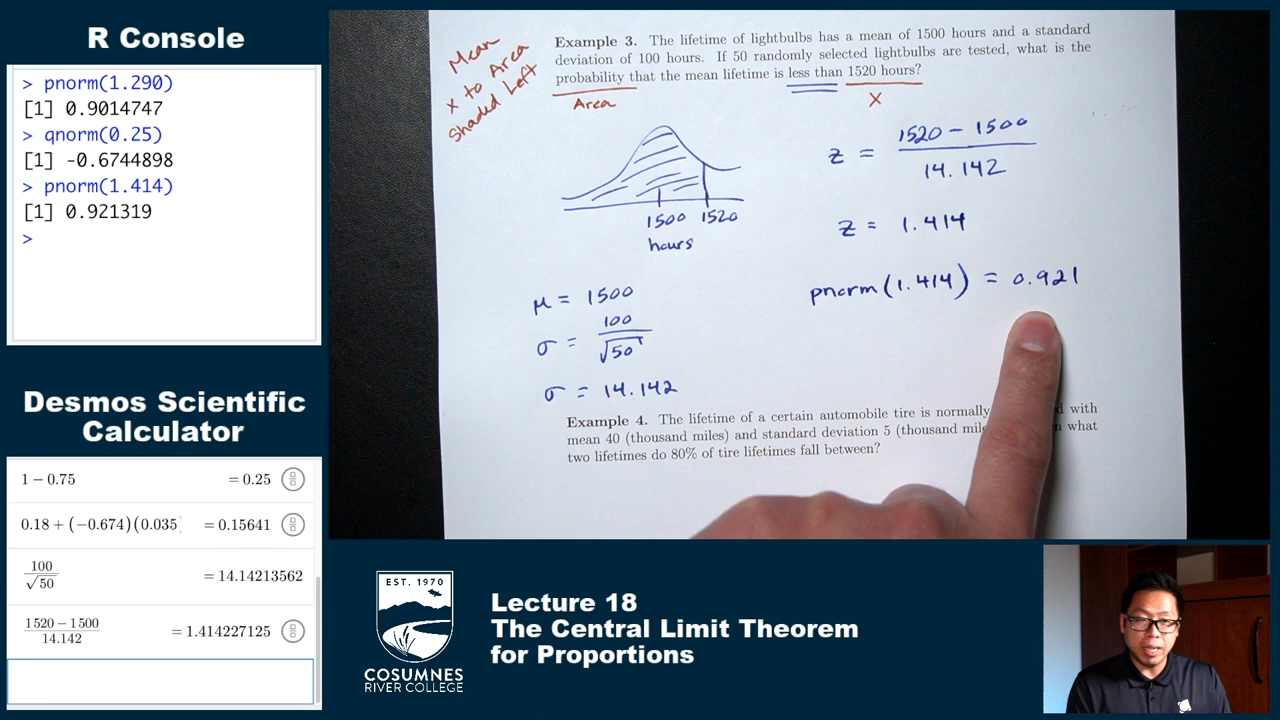 R Console
> pnorm(1.290)
[1] 0.9014747
> qnorm(0.25)
[1] -0.6744898
> pnorm(1.414)
[1] 0.921319
>
Desmos Scientific
Calculator
1 − 0.75 = 0.25
0.18 + (−0.674)(0.035) = 0.15641
100
√50
= 14.14213562
1520 − 1500
14.142
= 1.414227125
Mean
x to Area
Shaded Left
Example 3. The lifetime of lightbulbs has a mean of 1500 hours and a standard
deviation of 100 hours. If 50 randomly selected lightbulbs are tested, what is the
probability that the mean lifetime is less than 1520 hours?
Area
x
1500 1520
hours
μ = 1500
σ = 100
√50
σ = 14.142
z = 1520 - 1500
14.142
z = 1.414
pnorm(1.414) = 0.921
Example 4. The lifetime of a certain automobile tire is normally with
mean 40 (thousand miles) and standard deviation 5 (thousand what
two lifetimes do 80% of tire lifetimes fall between?
EST. 1970
COSUMNES
RIVER COLLEGE
Lecture 18
The Central Limit Theorem
for Proportions